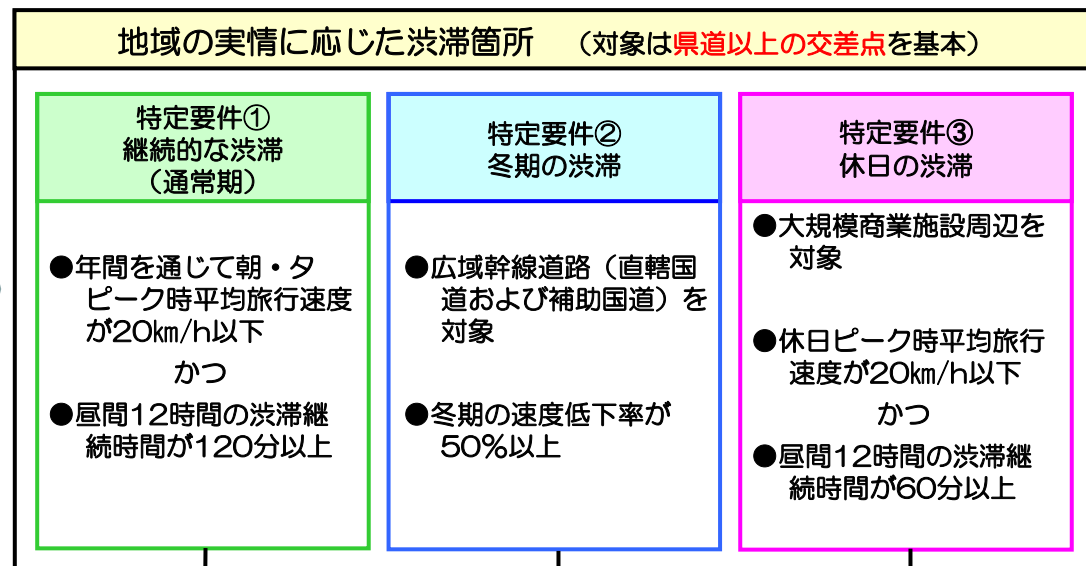 地域の実情に応じた渋滞箇所 （対象は県道以上の交差点を基本）
特定要件①
継続的な渋滞
（通常期）
●年間を通じて朝・夕
ピーク時平均旅行速度
が20㎞/h以下
かつ
●昼間12時間の渋滞継
続時間が120分以上
特定要件②
冬期の渋滞
●広域幹線道路（直轄国
道および補助国道）を
対象
●冬期の速度低下率が
50％以上
特定要件③
休日の渋滞
●大規模商業施設周辺を
対象
●休日ピーク時平均旅行
速度が20㎞/h以下
かつ
●昼間12時間の渋滞継
続時間が60分以上